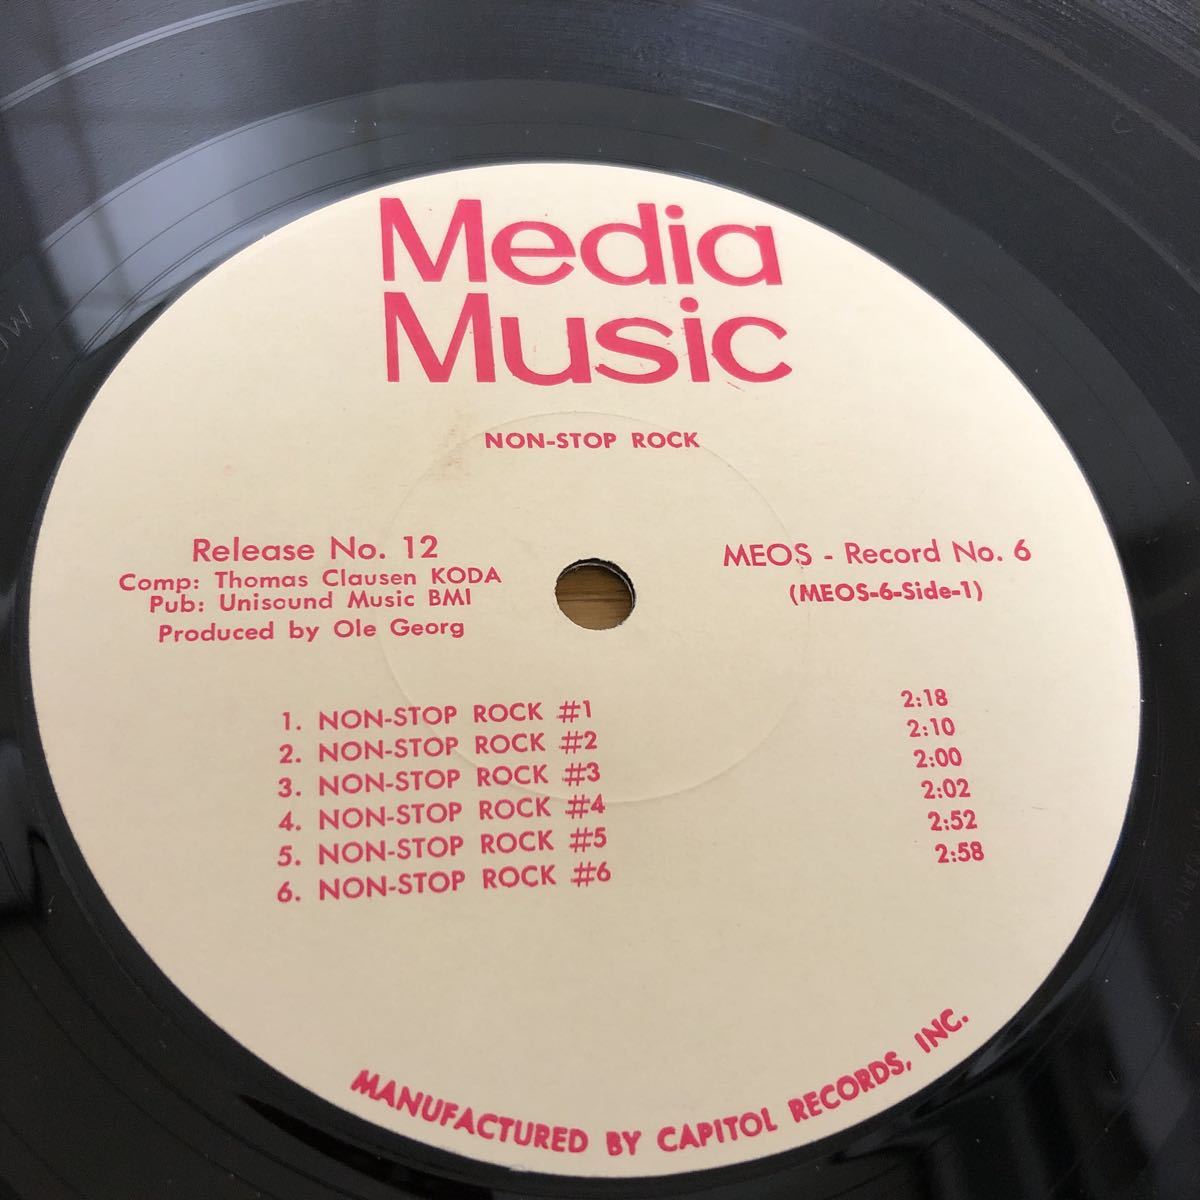 Media
Music
NON-STOP ROCK
Release No. 12
Comp: Thomas Clausen KODA
Pub: Unisound Music BMI
Produced by Ole Georg
MEOS - Record No. 6
(MEOS-6-Side-1)
1. NON-STOP ROCK #1 2:18
2. NON-STOP ROCK #2 2:10
3. NON-STOP ROCK #3 2:00
4. NON-STOP ROCK #4 2:02
5. NON-STOP ROCK #5 2:52
6. NON-STOP ROCK #6 2:58
MANUFACTURED BY CAPITOL RECORDS, INC.